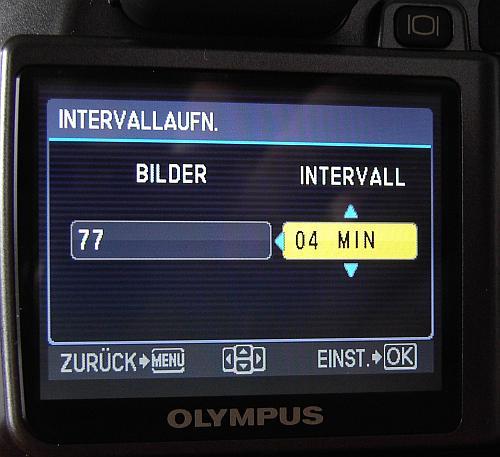 INTERVALLAUFN.
BILDER INTERVALL
77 04 MIN
ZURÜCK MENU EINST. OK
OLYMPUS